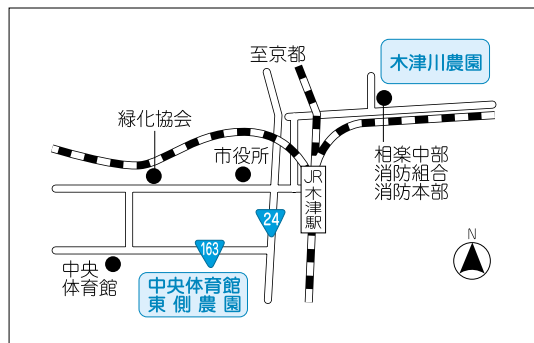 至京都
木津川農園
緑化協会
市役所
相楽中部
消防組合
消防本部
JR木津駅
24
163
中央
体育館
中央体育館
東側農園
N